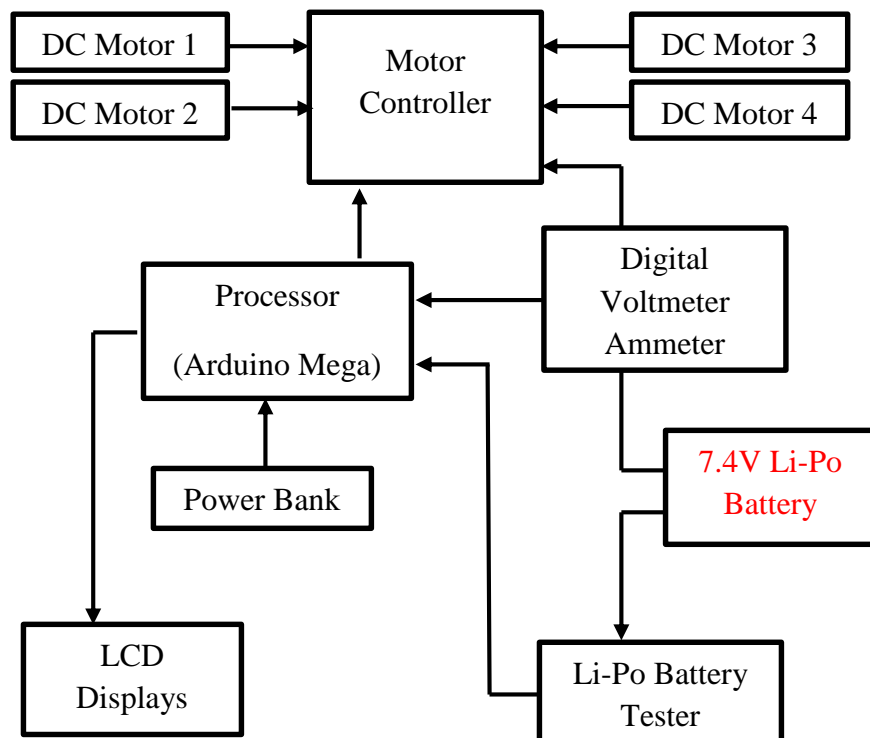 DC Motor 1
DC Motor 2
Motor
Controller
DC Motor 3
DC Motor 4
Digital
Voltmeter
Ammeter
Processor
(Arduino Mega)
Power Bank
7.4V Li-Po
Battery
LCD
Displays
Li-Po Battery
Tester